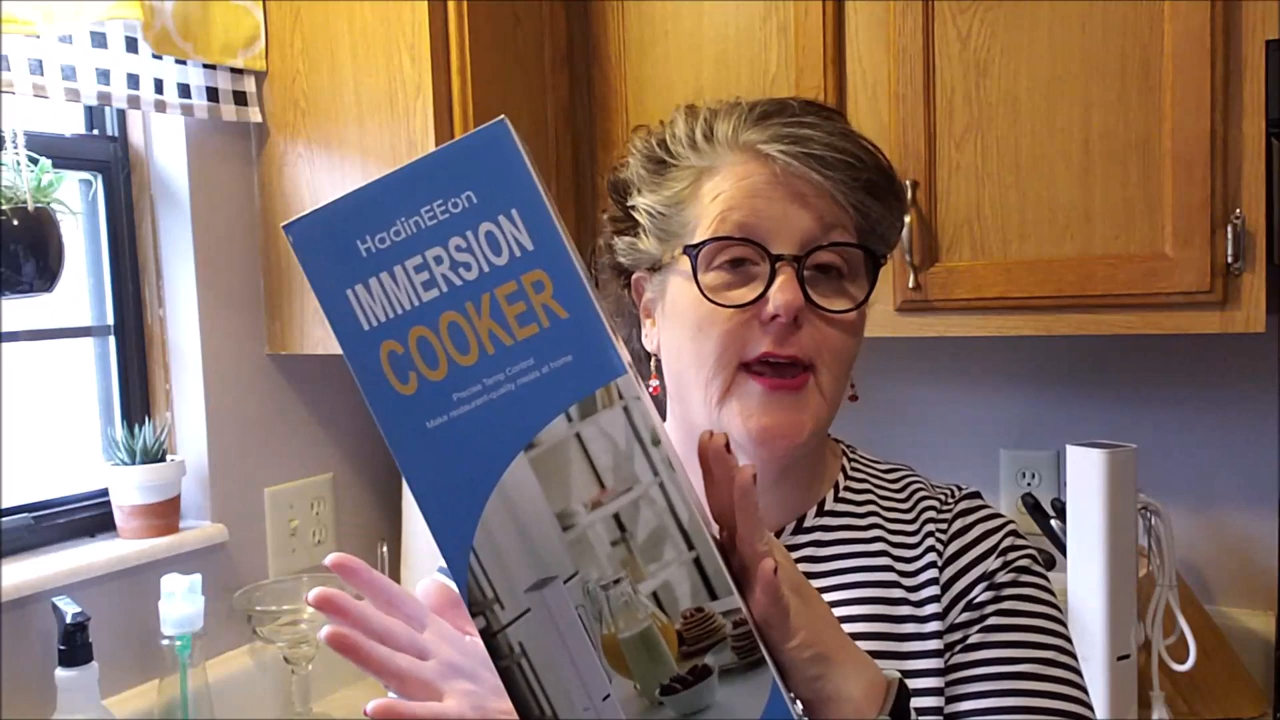 HadinEEon
IMMERSION
COOKER
Precise Temp Control
Make restaurant-quality meals at home